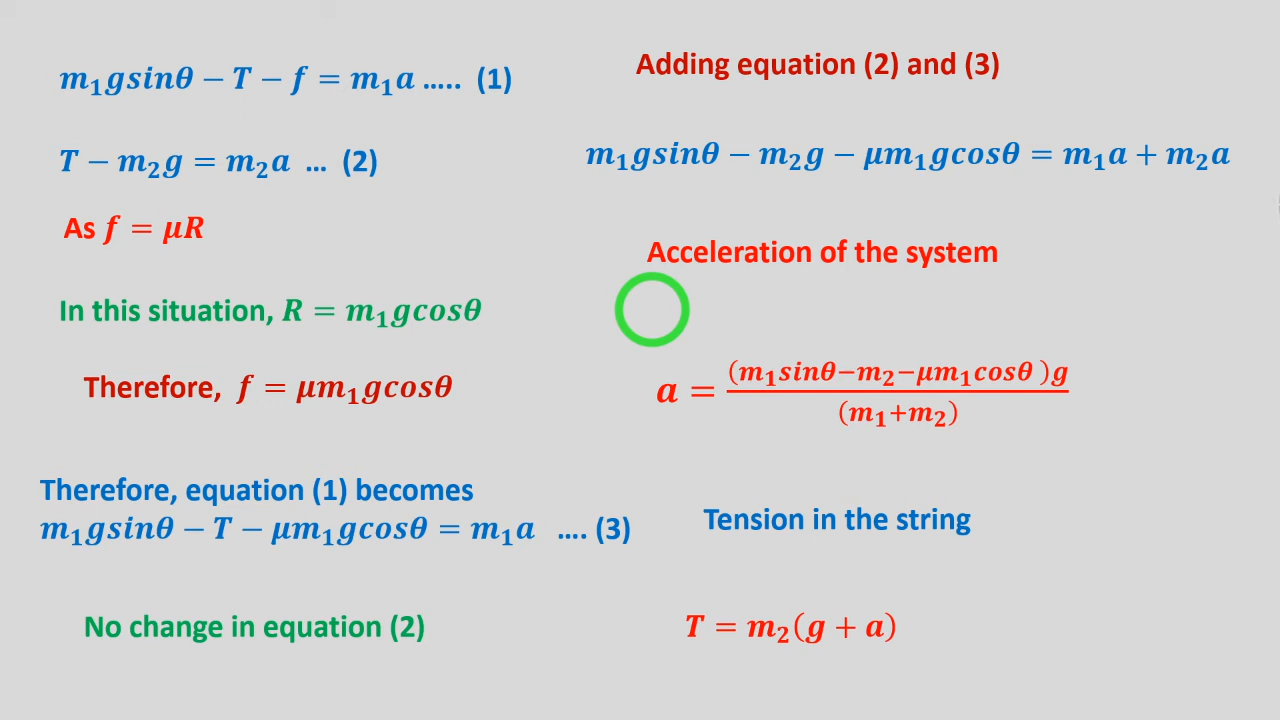 m₁gsinθ − T − f = m₁a ..... (1)
T − m₂g = m₂a ... (2)
As f = μR
In this situation, R = m₁gcosθ
Therefore, f = μm₁gcosθ
Therefore, equation (1) becomes
m₁gsinθ − T − μm₁gcosθ = m₁a .... (3)
No change in equation (2)
Adding equation (2) and (3)
m₁gsinθ − m₂g − μm₁gcosθ = m₁a + m₂a
Acceleration of the system
a = (m₁sinθ−m₂−μm₁cosθ )g / (m₁+m₂)
Tension in the string
T = m₂(g + a)